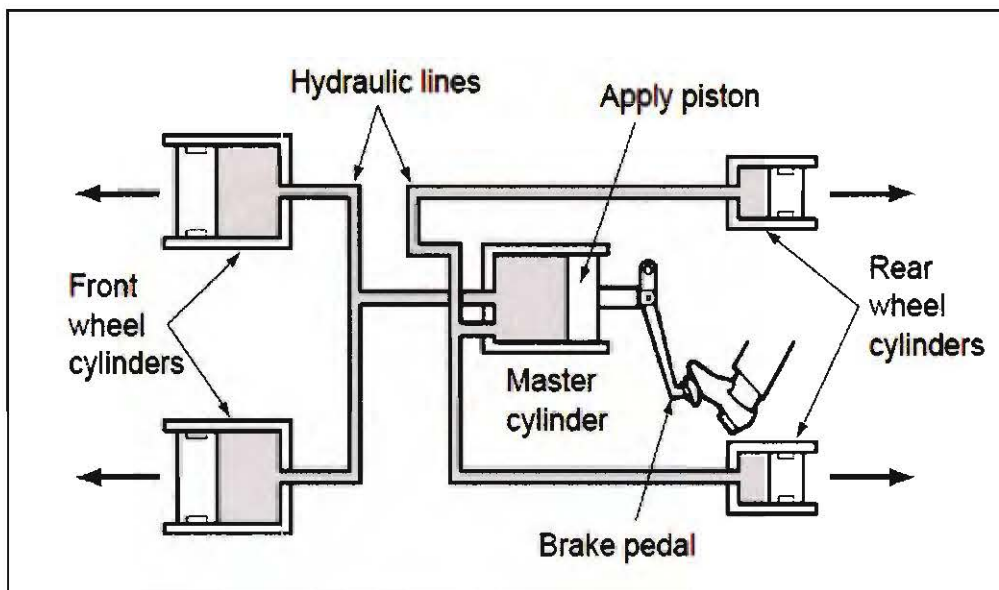 Hydraulic lines
Apply piston
Front
wheel
cylinders
Master
cylinder
Rear
wheel
cylinders
Brake pedal